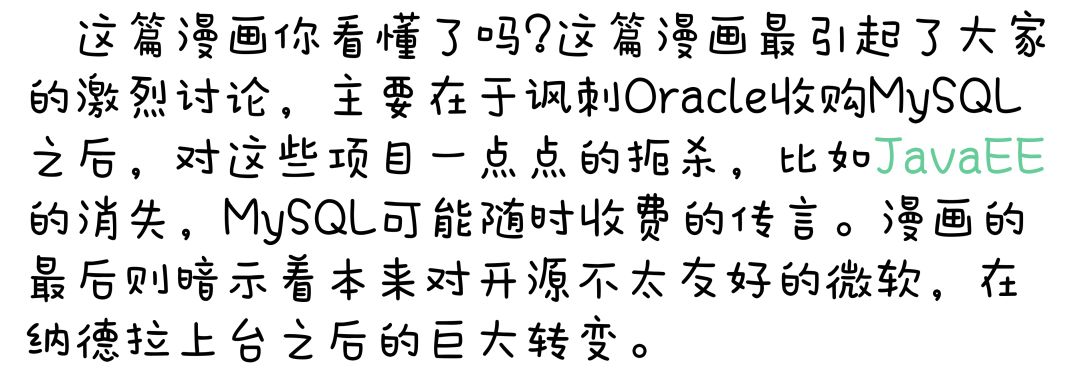 这篇漫画你看懂了吗?这篇漫画最引起了大家
的激烈讨论，主要在于讽刺Oracle收购MySQL
之后，对这些项目一点点的扼杀，比如JavaEE
的消失，MySQL可能随时收费的传言。漫画的
最后则暗示着本来对开源不太友好的微软，在
纳德拉上台之后的巨大转变。